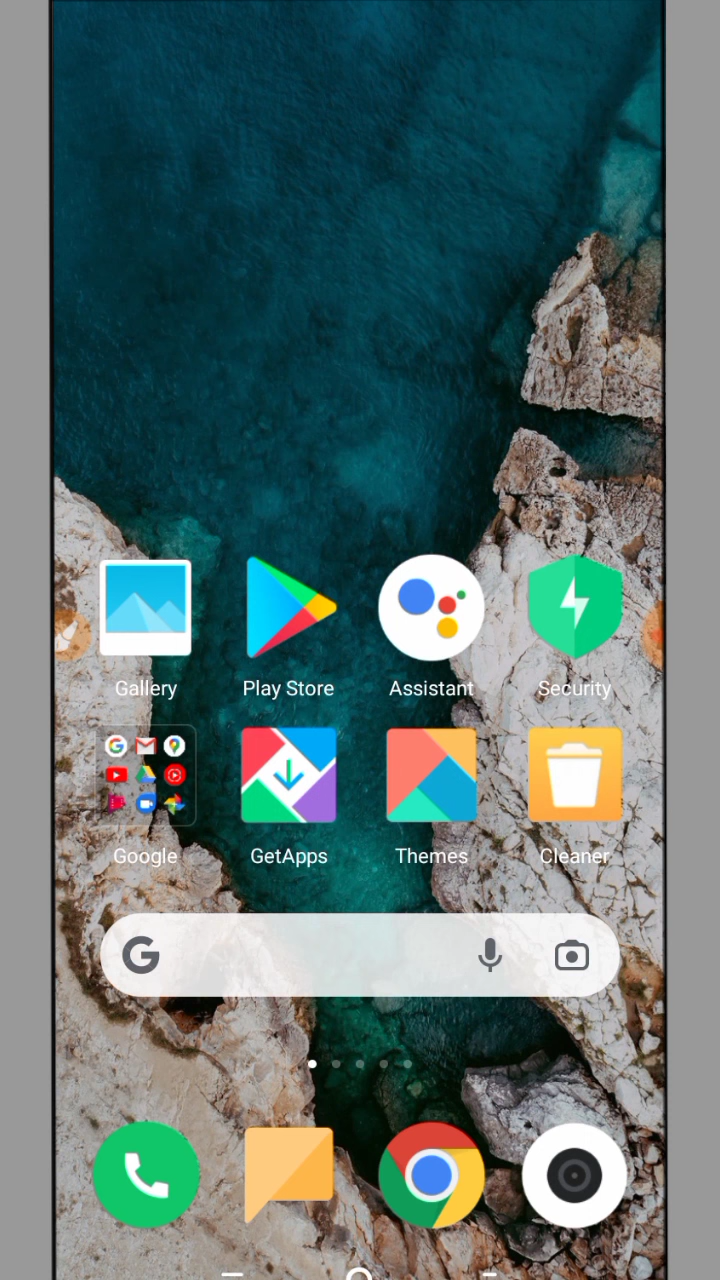 Gallery
Play Store
Assistant
Security
Google
GetApps
Themes
Cleaner